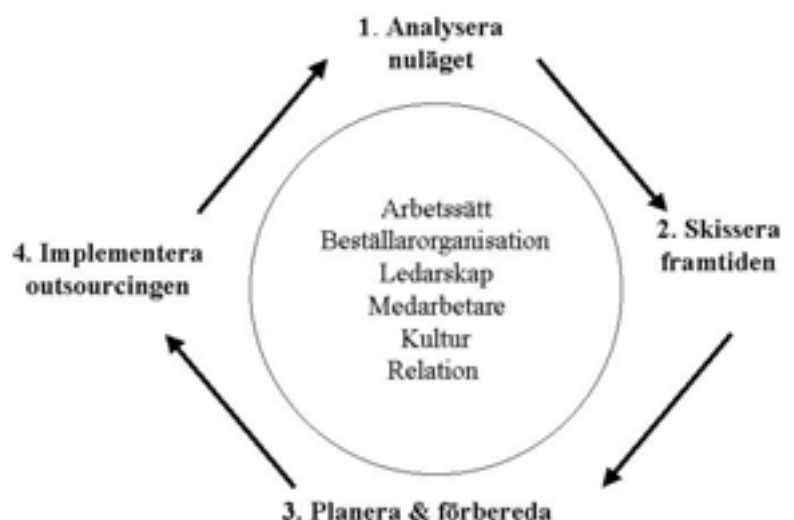 1. Analysera
nuläget
2. Skissera
framtiden
3. Planera & förbereda
4. Implementera
outsourcingen
Arbetssätt
Beställarorganisation
Ledarskap
Medarbetare
Kultur
Relation